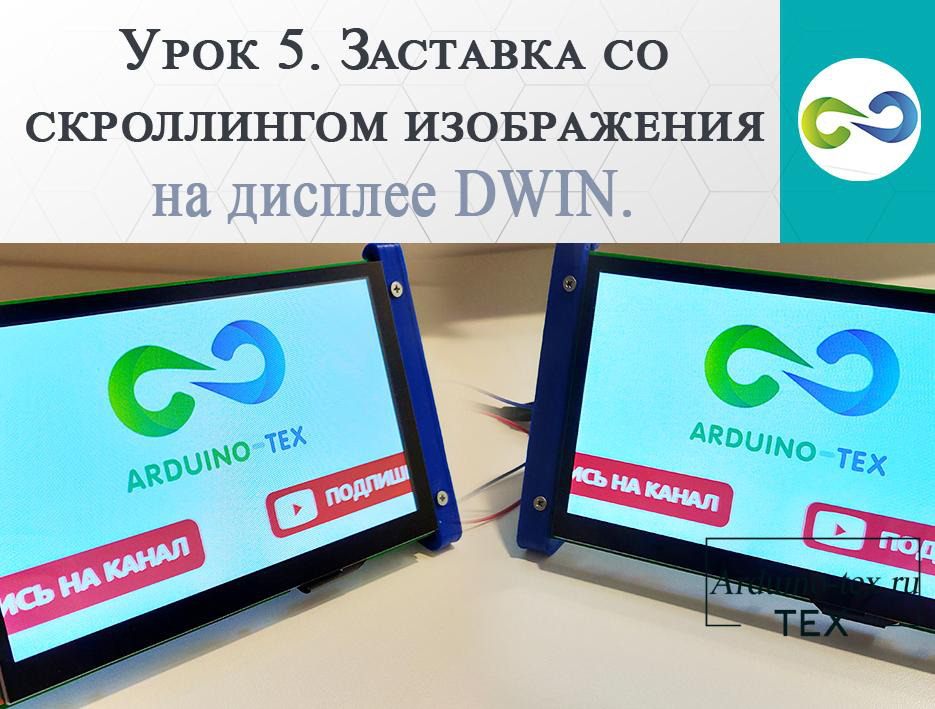 Урок 5. Заставка со
скроллингом изображения
на дисплее DWIN.
ARDUINO-TEX
ПОДПИШ
ИСЬ НА КАНАЛ
ARDUINO-TEX
ИСЬ НА КАНАЛ
ПОД
Arduino-tex.ru
TEX